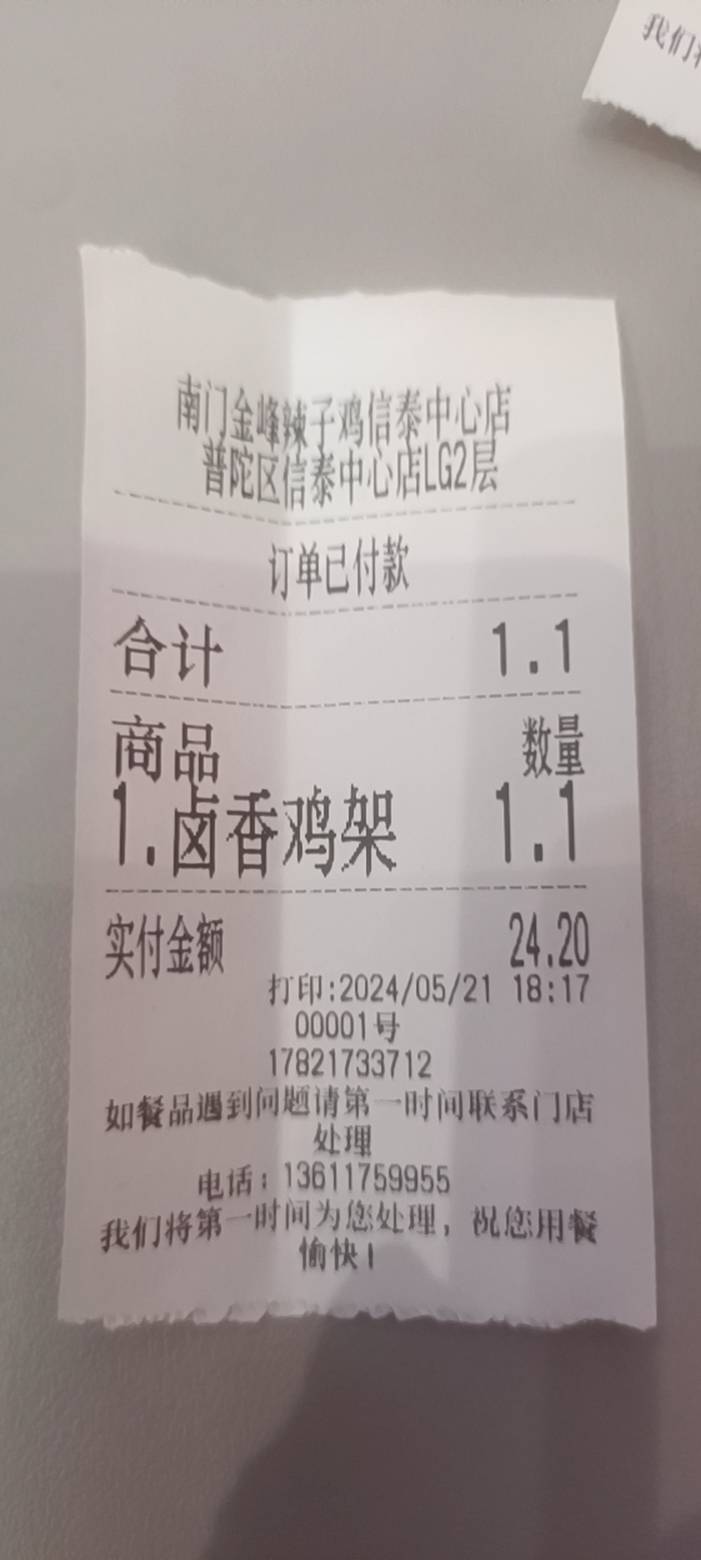 我们将
南门金峰辣子鸡信泰中心店
普陀区信泰中心店LG2层
订单已付款
合计 1.1
商品 数量
1.卤香鸡架 1.1
实付金额 24.20
打印:2024/05/21 18:17
00001号
17821733712
如餐品遇到问题请第一时间联系门店
处理
电话：13611759955
我们将第一时间为您处理，祝您用餐
愉快！